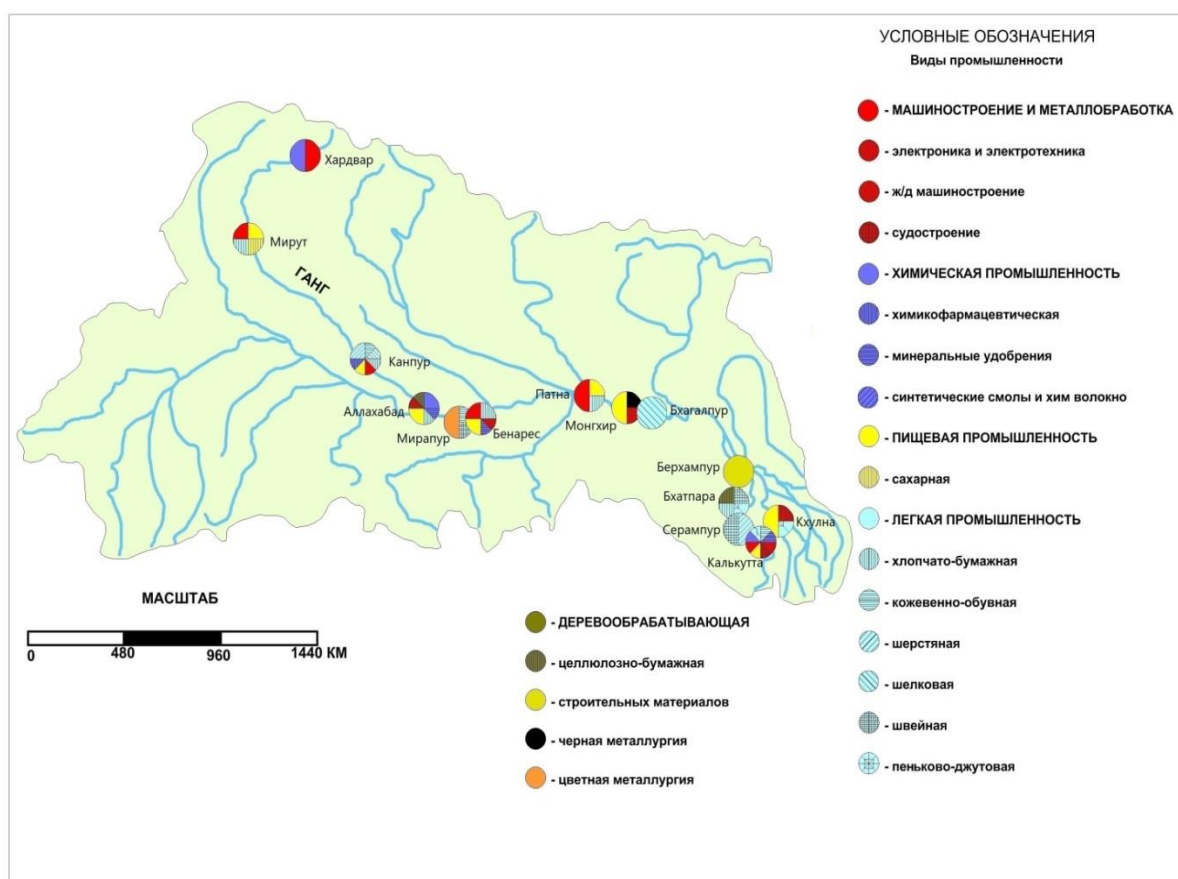 УСЛОВНЫЕ ОБОЗНАЧЕНИЯ
Виды промышленности
- МАШИНОСТРОЕНИЕ И МЕТАЛЛОБРАБОТКА
- электроника и электротехника
- ж/д машиностроение
- судостроение
- ХИМИЧЕСКАЯ ПРОМЫШЛЕННОСТЬ
- химикофармацевтическая
- минеральные удобрения
- синтетические смолы и хим волокно
- ПИЩЕВАЯ ПРОМЫШЛЕННОСТЬ
- сахарная
- ЛЕГКАЯ ПРОМЫШЛЕННОСТЬ
- хлопчато-бумажная
- кожевенно-обувная
- шерстяная
- шелковая
- швейная
- пеньково-джутовая
Хардвар
Мирут
ГАНГ
Канпур
Аллахабад
Мирапур
Бенарес
Патна
Монгхир
Бхагалпур
Берхампур
Бхатпара
Серампур
Кхулна
Калькутта
МАСШТАБ
0 480 960 1440 КМ
- ДЕРЕВООБРАБАТЫВАЮЩАЯ
- целлюлозно-бумажная
- строительных материалов
- черная металлургия
- цветная металлургия